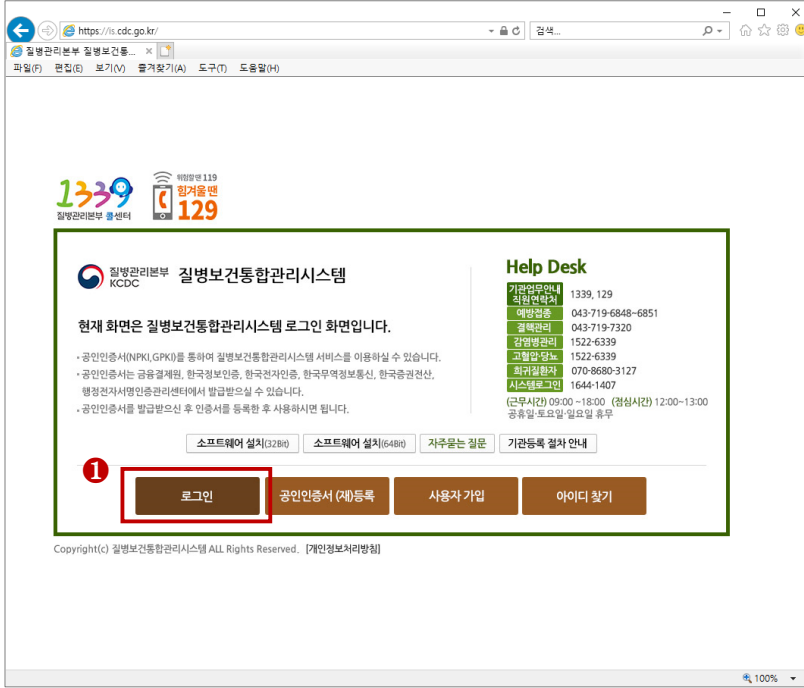 https://is.cdc.go.kr/
검색...
질병관리본부 질병보건통...
파일(F) 편집(E) 보기(V) 즐겨찾기(A) 도구(T) 도움말(H)
1339
질병관리본부 콜센터
위험할땐 119
힘겨울땐
129
질병관리본부
KCDC
질병보건통합관리시스템
현재 화면은 질병보건통합관리시스템 로그인 화면입니다.
공인인증서(NPKI,GPKI)를 통하여 질병보건통합관리시스템 서비스를 이용하실 수 있습니다.
공인인증서는 금융결제원, 한국정보인증, 한국전자인증, 한국무역정보통신, 한국증권전산,
행정전자서명인증관리센터에서 발급받으실 수 있습니다.
공인인증서를 발급받으신 후 인증서를 등록한 후 사용하시면 됩니다.
Help Desk
기관업무안내
직원연락처 1339, 129
예방접종 043-719-6848~6851
결핵관리 043-719-7320
감염병관리 1522-6339
고혈압·당뇨 1522-6339
희귀질환자 070-8680-3127
시스템로그인 1644-1407
(근무시간) 09:00 ~18:00 (점심시간) 12:00~13:00
공휴일·토요일·일요일 휴무
소프트웨어 설치(32Bit) 소프트웨어 설치(64Bit) 자주묻는 질문 기관등록 절차 안내
1
로그인 공인인증서 (재)등록 사용자 가입 아이디 찾기
Copyright(c) 질병보건통합관리시스템 ALL Rights Reserved. [개인정보처리방침]
100%